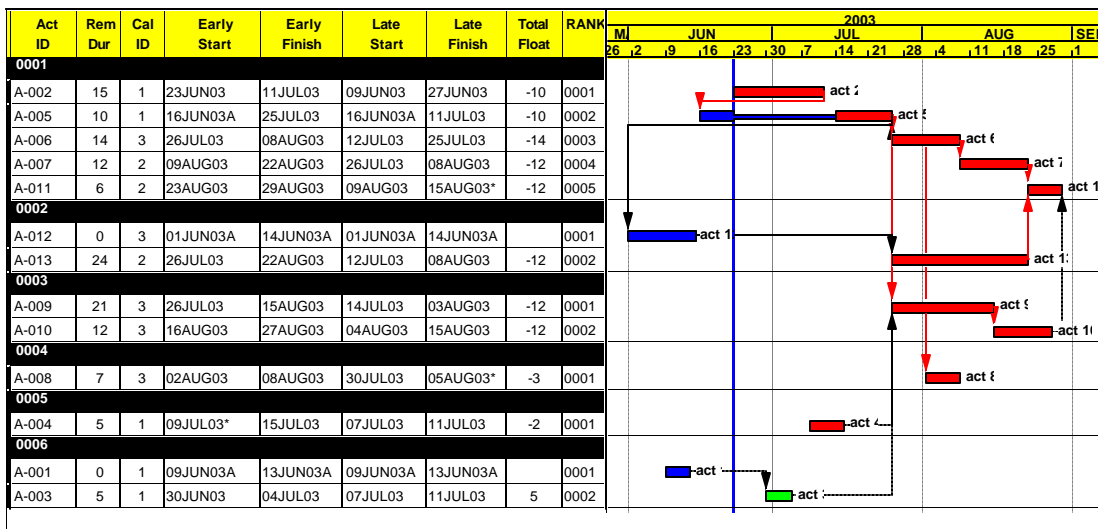 Act ID Rem Dur Cal ID Early Start Early Finish Late Start Late Finish Total Float RANK
2003
JUN JUL AUG
26 2 9 16 23 30 7 14 21 28 4 11 18 25 1
0001
A-002 15 1 23JUN03 11JUL03 09JUN03 27JUN03 -10 0001 act
A-005 10 1 16JUN03A 25JUL03 16JUN03A 11JUL03 -10 0002 act
A-006 14 3 26JUL03 08AUG03 12JUL03 25JUL03 -14 0003 act 6
A-007 12 2 09AUG03 22AUG03 26JUL03 08AUG03 -12 0004 act 7
A-011 6 2 23AUG03 29AUG03 09AUG03 15AUG03* -12 0005 act 1
0002
A-012 0 3 01JUN03A 14JUN03A 01JUN03A 14JUN03A 0001 act 1
A-013 24 2 26JUL03 22AUG03 12JUL03 08AUG03 -12 0002 act
0003
A-009 21 3 26JUL03 15AUG03 14JUL03 03AUG03 -12 0001 act
A-010 12 3 16AUG03 27AUG03 04AUG03 15AUG03 -12 0002 act
0004
A-008 7 3 02AUG03 08AUG03 30JUL03 05AUG03* -3 0001 act 8
0005
A-004 5 1 09JUL03* 15JUL03 07JUL03 11JUL03 -2 0001 act
0006
A-001 0 1 09JUN03A 13JUN03A 09JUN03A 13JUN03A 0001 act
A-003 5 1 30JUN03 04JUL03 07JUL03 11JUL03 5 0002 act